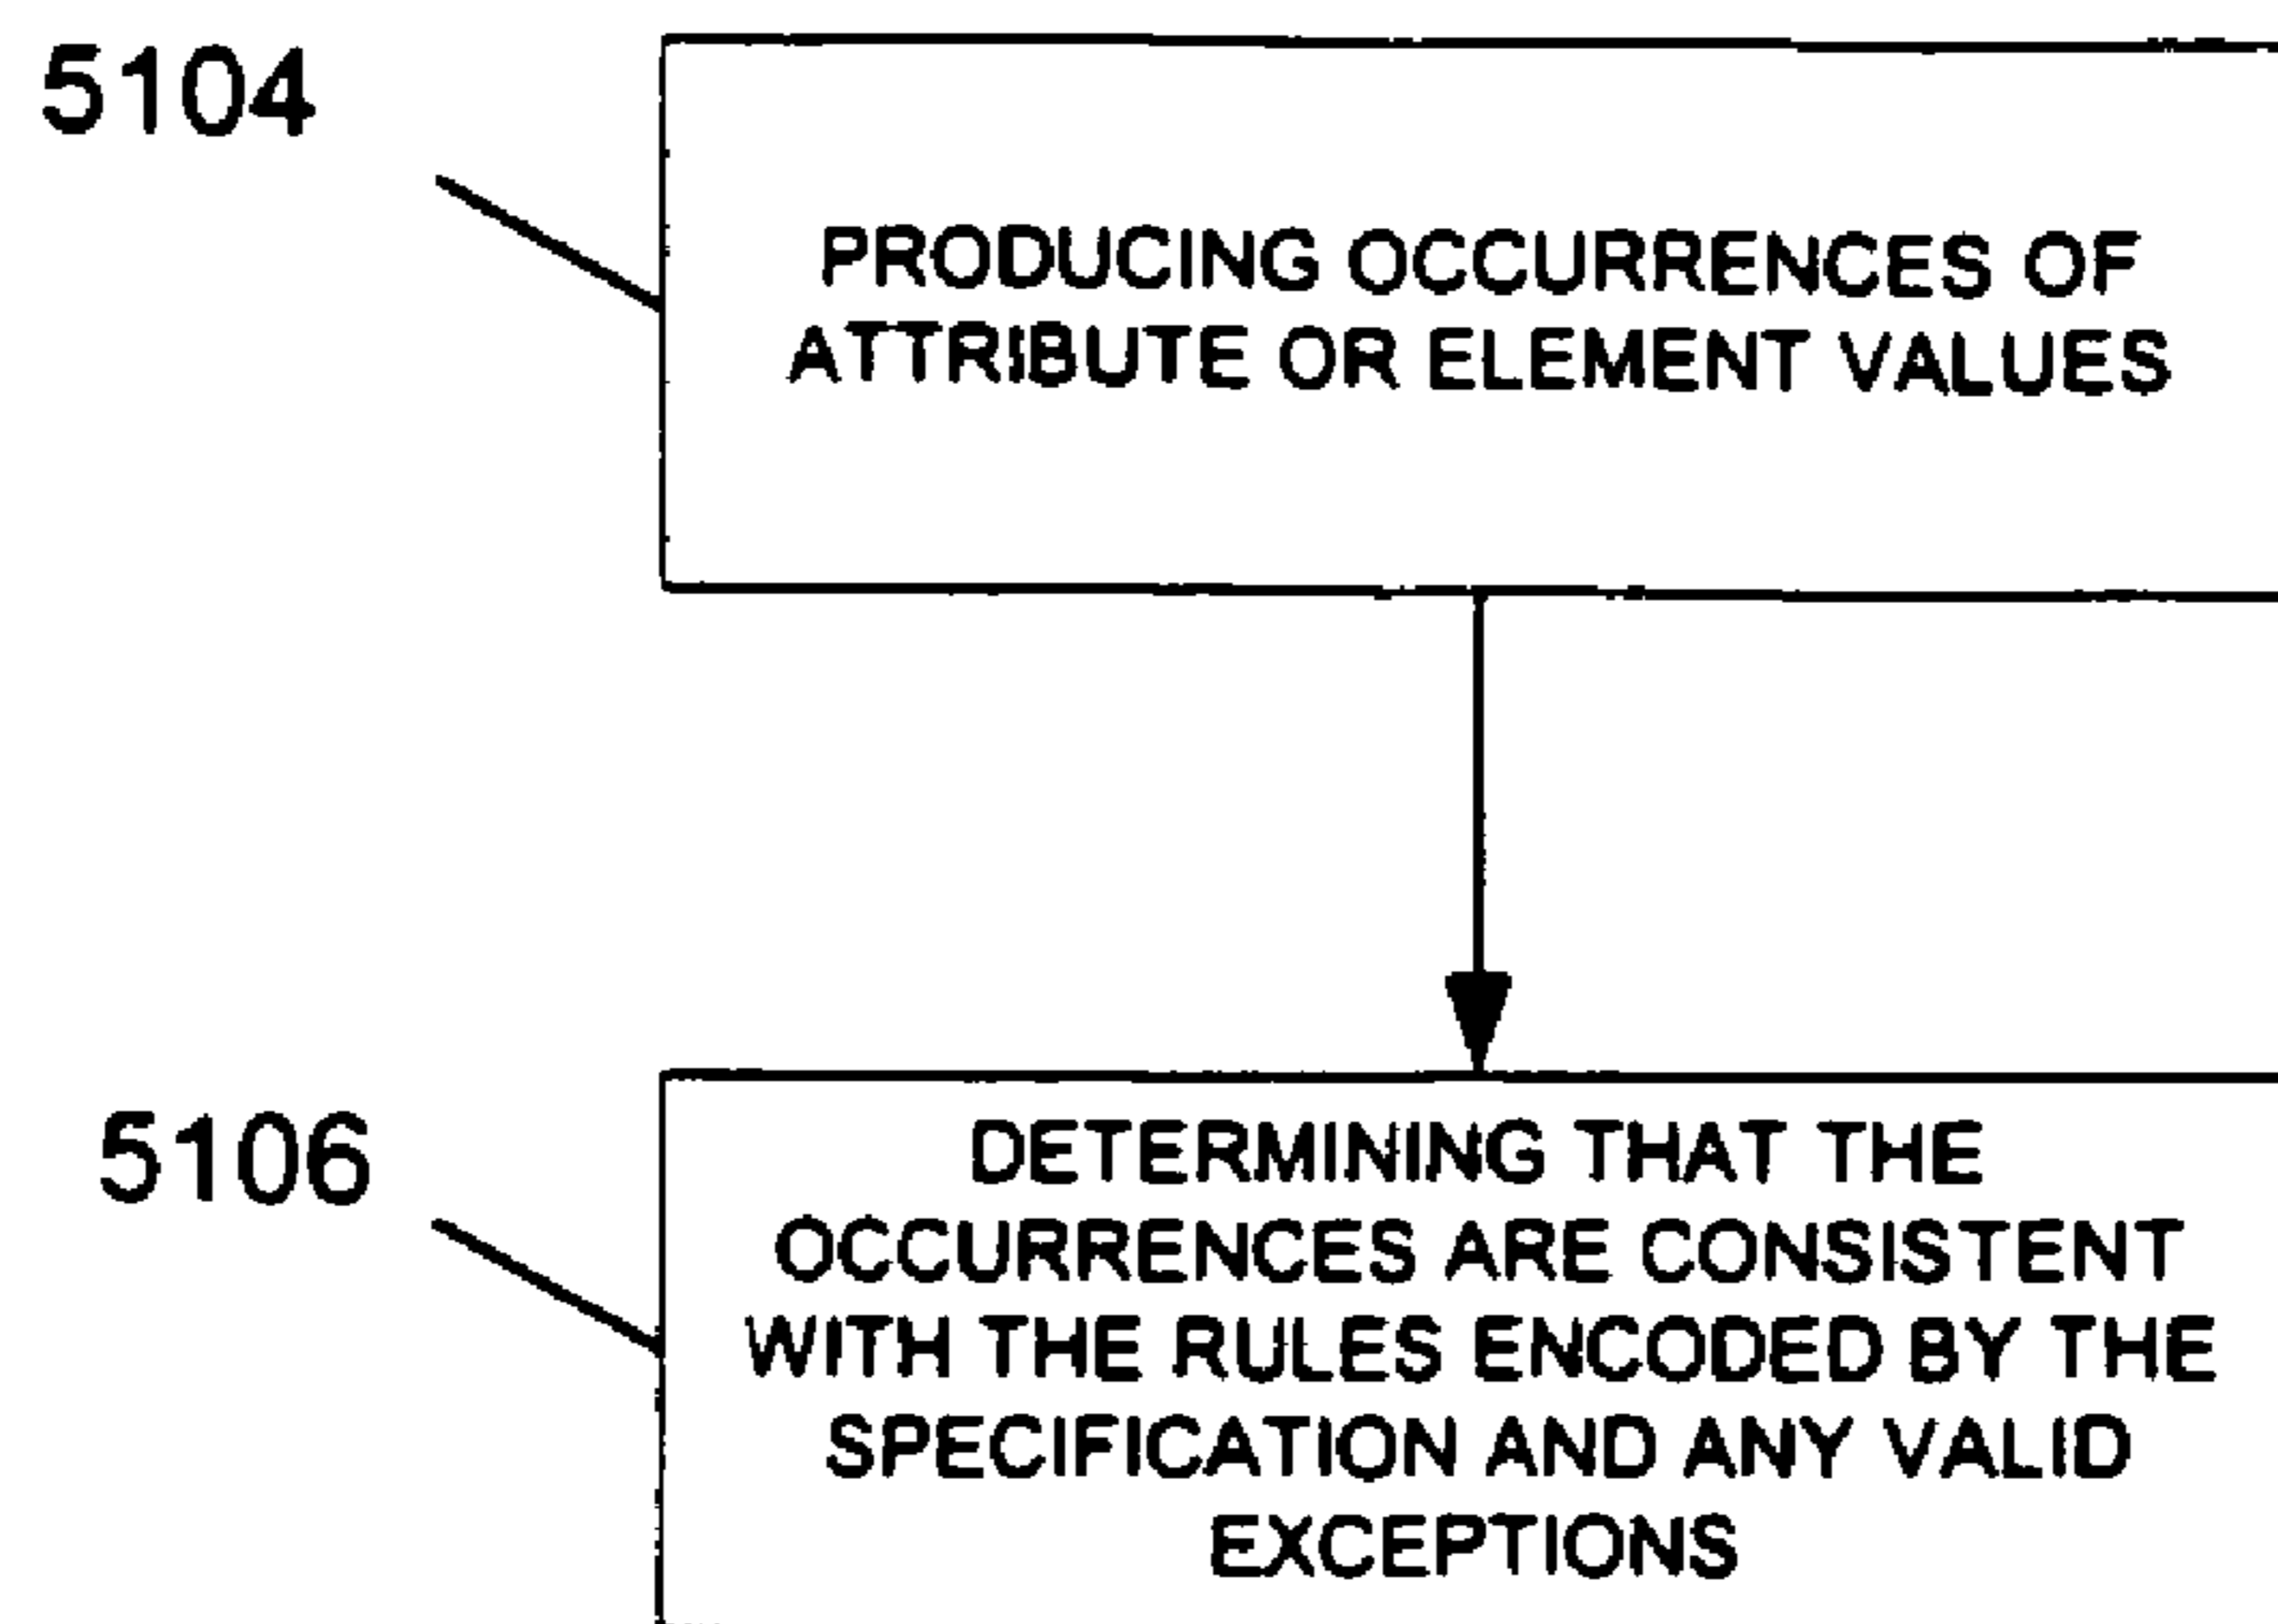 5104
PRODUCING OCCURRENCES OF
ATTRIBUTE OR ELEMENT VALUES
5106
DETERMINING THAT THE
OCCURRENCES ARE CONSISTENT
WITH THE RULES ENCODED BY THE
SPECIFICATION AND ANY VALID
EXCEPTIONS